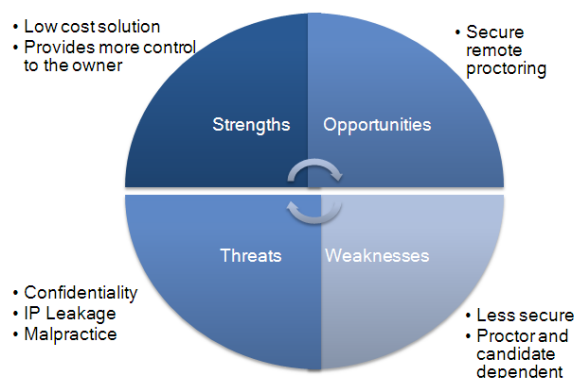 • Low cost solution
• Provides more control
to the owner
• Secure
remote
proctoring
Strengths
Opportunities
Threats
Weaknesses
• Confidentiality
• IP Leakage
• Malpractice
• Less secure
• Proctor and
candidate
dependent